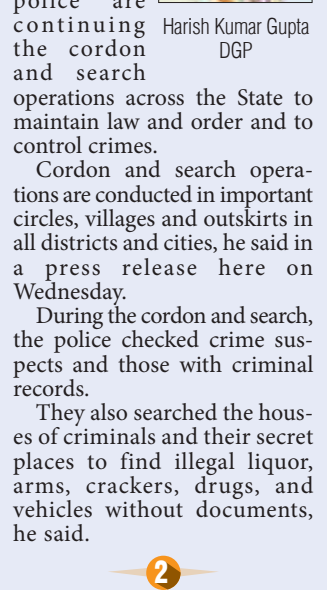 police are
continuing
the cordon
and search
Harish Kumar Gupta
DGP
operations across the State to
maintain law and order and to
control crimes.
Cordon and search opera-
tions are conducted in important
circles, villages and outskirts in
all districts and cities, he said in
a press release here on
Wednesday.
During the cordon and search,
the police checked crime sus-
pects and those with criminal
records.
They also searched the hous-
es of criminals and their secret
places to find illegal liquor,
arms, crackers, drugs, and
vehicles without documents,
he said.
2